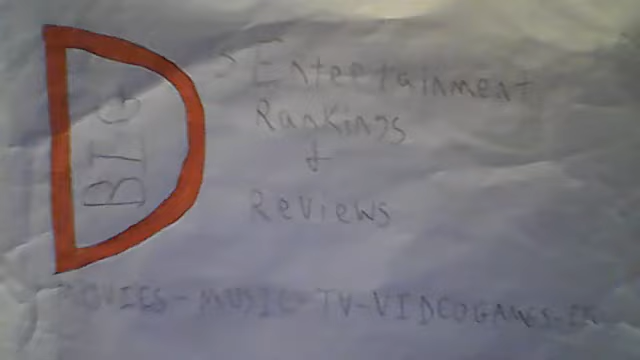 BIG D's Entertainment
Rankings
&
Reviews
MOVIES-MUSIC-TV-VIDEOGAMES-